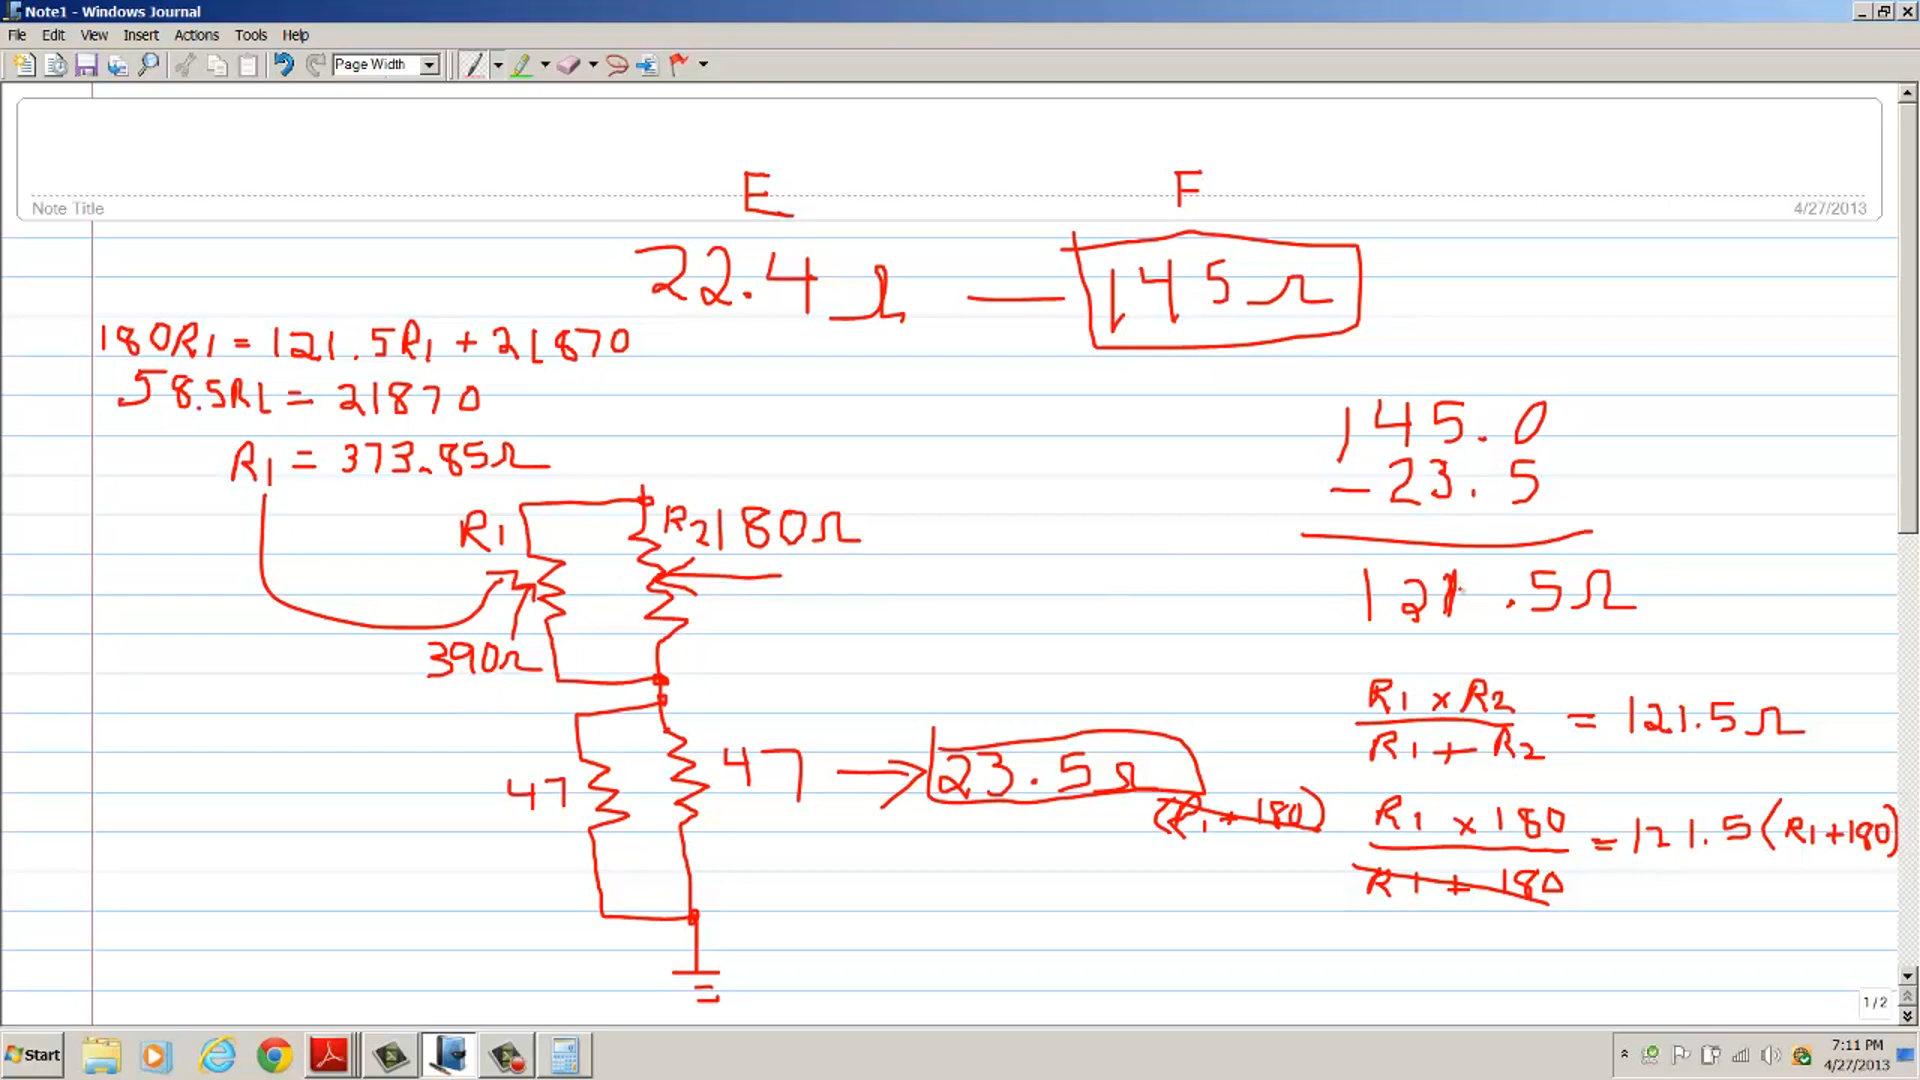 Note1 - Windows Journal
File Edit View Insert Actions Tools Help
Page Width
Note Title
4/27/2013
E F
22.4Ω — 145Ω
180R1 = 121.5R1 + 21870
58.5R1 = 21870
R1 = 373.85Ω
145.0
- 23.5
121.5Ω
R1
R2 180Ω
390Ω
R1 x R2
R1 + R2
= 121.5Ω
47
47 → 23.5Ω
(R1 + 180)
R1 x 180
R1 + 180
= 121.5 (R1 + 180)
1/2
Start
7:11 PM
4/27/2013